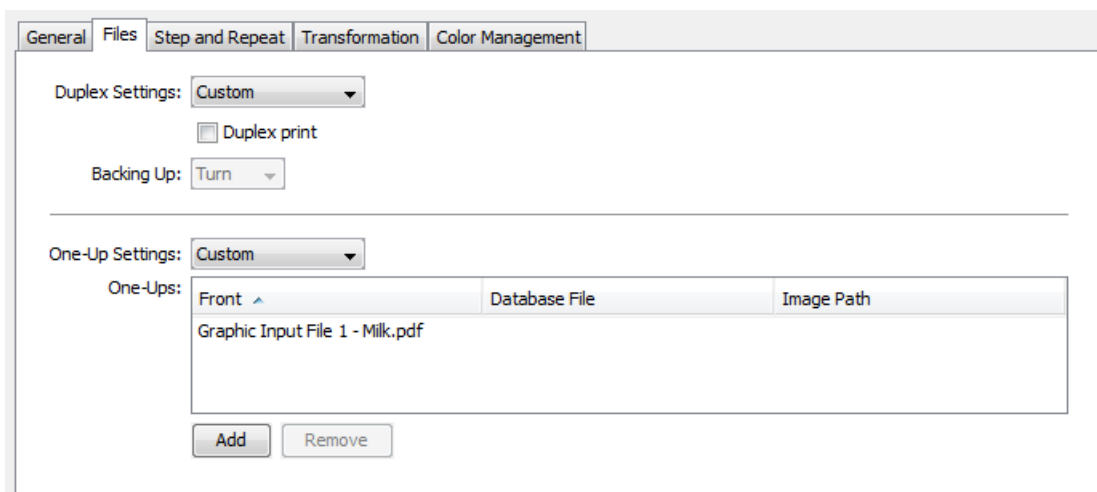 General Files Step and Repeat Transformation Color Management
Duplex Settings: Custom
Duplex print
Backing Up: Turn
One-Up Settings: Custom
One-Ups:
Front Database File Image Path
Graphic Input File 1 - Milk.pdf
Add Remove